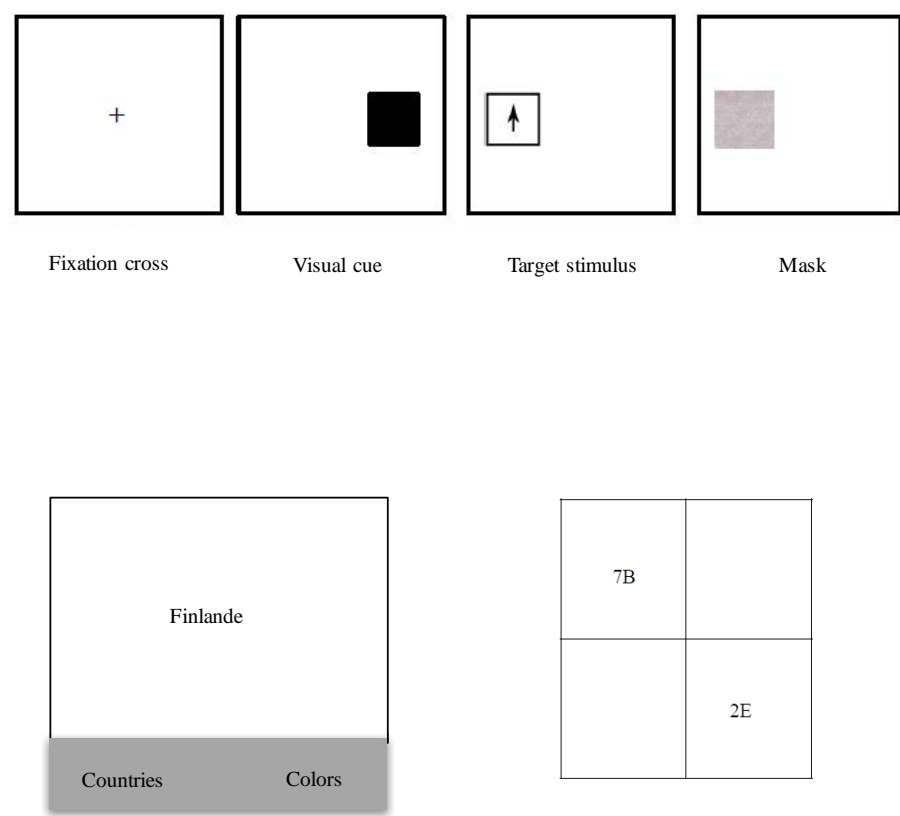 +
Fixation cross
Visual cue
Target stimulus
Mask
Finlande
Countries
Colors
7B
2E